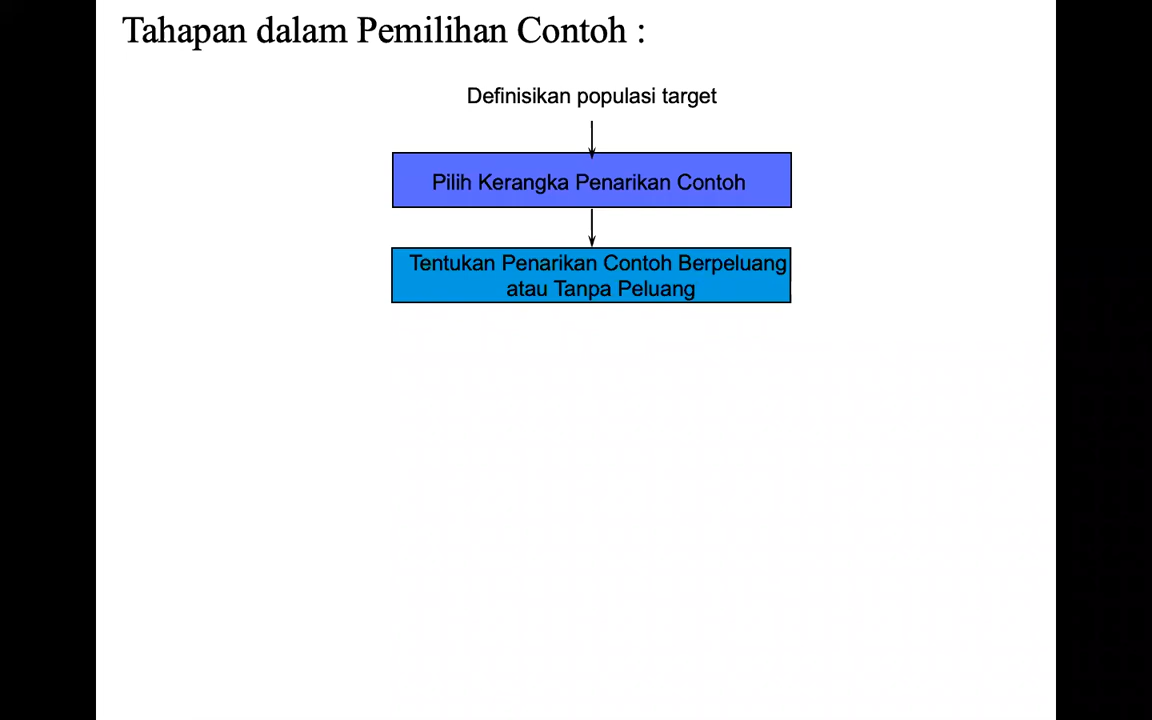 Tahapan dalam Pemilihan Contoh :
Definisikan populasi target
Pilih Kerangka Penarikan Contoh
Tentukan Penarikan Contoh Berpeluang
atau Tanpa Peluang